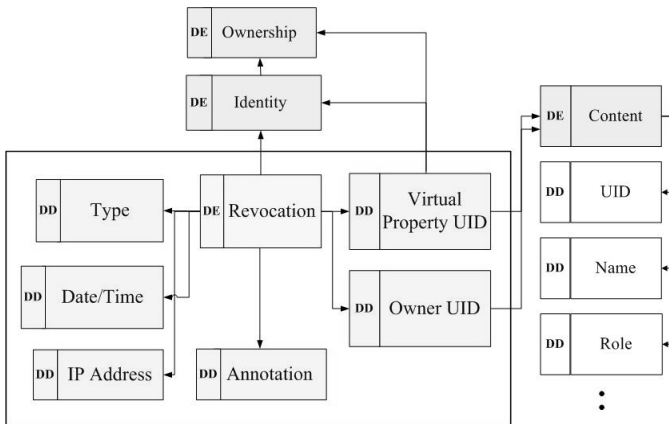 DE Ownership
DE Identity
DE Content
DD Type
DE Revocation
DD Virtual
Property UID
DD UID
DD Date/Time
DD Owner UID
DD Name
DD IP Address
DD Annotation
DD Role